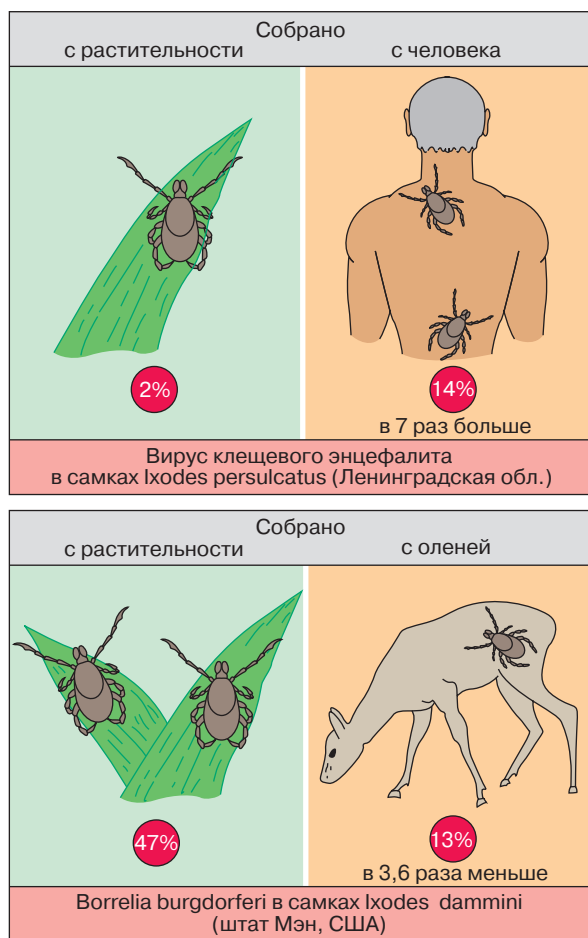 Собрано
с растительности
с человека
2%
14%
в 7 раз больше
Вирус клещевого энцефалита
в самках Ixodes persulcatus (Ленинградская обл.)
Собрано
с растительности
с оленей
47%
13%
в 3,6 раза меньше
Borrelia burgdorferi в самках Ixodes dammini
(штат Мэн, США)